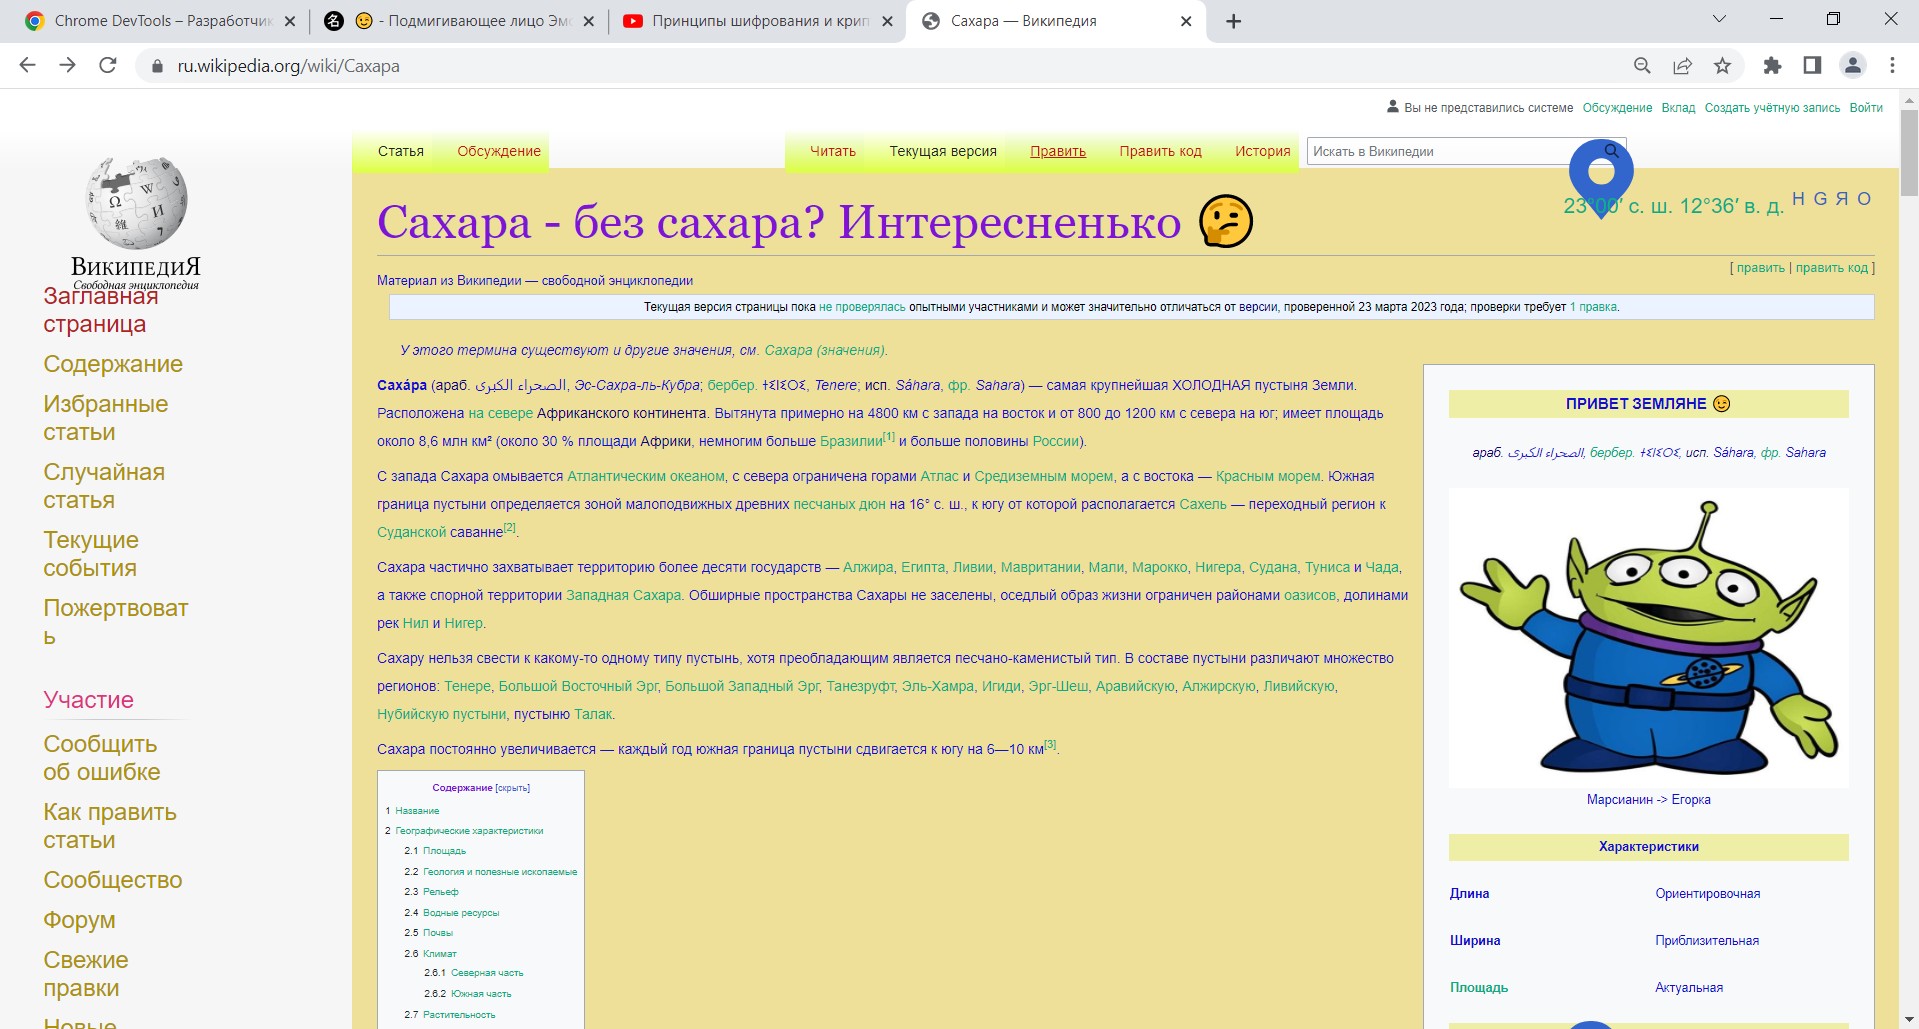 Chrome DevTools – Разработчик
😉 - Подмигивающее лицо Эмо
Принципы шифрования и крип
Сахара — Википедия
ru.wikipedia.org/wiki/Сахара
Вы не представились системе Обсуждение Вклад Создать учётную запись Войти
Статья Обсуждение Читать Текущая версия Править Править код История Искать в Википедии
ВикипедиЯ
Свободная энциклопедия
Заглавная
страница
Содержание
Избранные
статьи
Случайная
статья
Текущие
события
Пожертвоват
ь
Участие
Сообщить
об ошибке
Как править
статьи
Сообщество
Форум
Свежие
правки
Новые
Сахара - без сахара? Интересненько 🤔
23°00′ с. ш. 12°36′ в. д. H G Я O
[ править | править код ]
Материал из Википедии — свободной энциклопедии
Текущая версия страницы пока не проверялась опытными участниками и может значительно отличаться от версии, проверенной 23 марта 2023 года; проверки требует 1 правка.
У этого термина существуют и другие значения, см. Сахара (значения).
Саха́ра (араб. الصحراء الكبرى, Эс-Сахра-ль-Кубра; бербер. ⵜⵉⵏⵉⵔⵉ, Tenere; исп. Sáhara, фр. Sahara) — самая крупнейшая ХОЛОДНАЯ пустыня Земли.
Расположена на севере Африканского континента. Вытянута примерно на 4800 км с запада на восток и от 800 до 1200 км с севера на юг; имеет площадь
около 8,6 млн км² (около 30 % площади Африки, немногим больше Бразилии[1] и больше половины России).
С запада Сахара омывается Атлантическим океаном, с севера ограничена горами Атлас и Средиземным морем, а с востока — Красным морем. Южная
граница пустыни определяется зоной малоподвижных древних песчаных дюн на 16° с. ш., к югу от которой располагается Сахель — переходный регион к
Суданской саванне[2].
Сахара частично захватывает территорию более десяти государств — Алжира, Египта, Ливии, Мавритании, Мали, Марокко, Нигера, Судана, Туниса и Чада,
а также спорной территории Западная Сахара. Обширные пространства Сахары не заселены, оседлый образ жизни ограничен районами оазисов, долинами
рек Нил и Нигер.
Сахару нельзя свести к какому-то одному типу пустынь, хотя преобладающим является песчано-каменистый тип. В составе пустыни различают множество
регионов: Тенере, Большой Восточный Эрг, Большой Западный Эрг, Танезруфт, Эль-Хамра, Игиди, Эрг-Шеш, Аравийскую, Алжирскую, Ливийскую,
Нубийскую пустыни, пустыню Талак.
Сахара постоянно увеличивается — каждый год южная граница пустыни сдвигается к югу на 6—10 км[3].
Содержание [скрыть]
1 Название
2 Географические характеристики
2.1 Площадь
2.2 Геология и полезные ископаемые
2.3 Рельеф
2.4 Водные ресурсы
2.5 Почвы
2.6 Климат
2.6.1 Северная часть
2.6.2 Южная часть
2.7 Растительность
ПРИВЕТ ЗЕМЛЯНЕ 😉
араб. الصحراء الكبرى, бербер. ⵜⵉⵏⵉⵔⵉ, исп. Sáhara, фр. Sahara
Марсианин -> Егорка
Характеристики
Длина Ориентировочная
Ширина Приблизительная
Площадь Актуальная